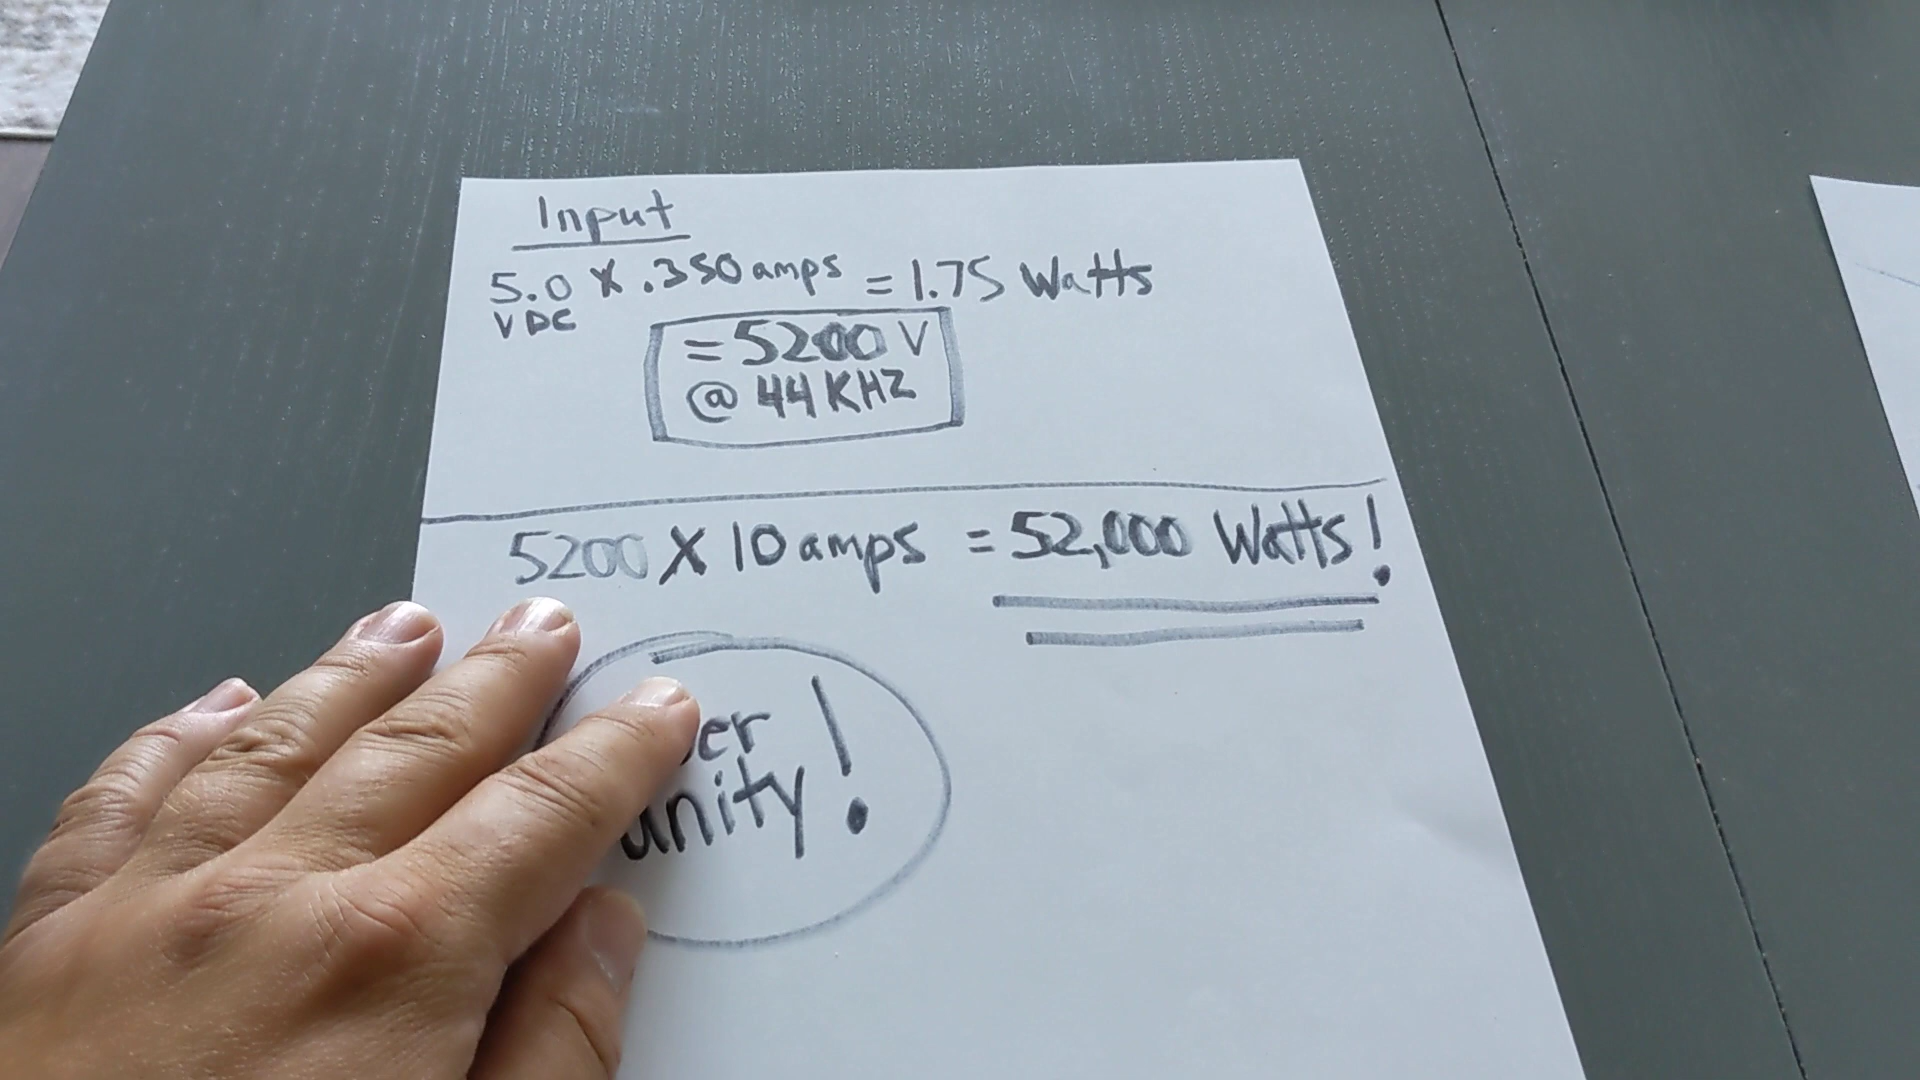 Input
5.0 X .350 amps = 1.75 Watts
VDC
= 5200 V
@ 44 KHZ
5200 X 10 amps = 52,000 Watts!
unity!